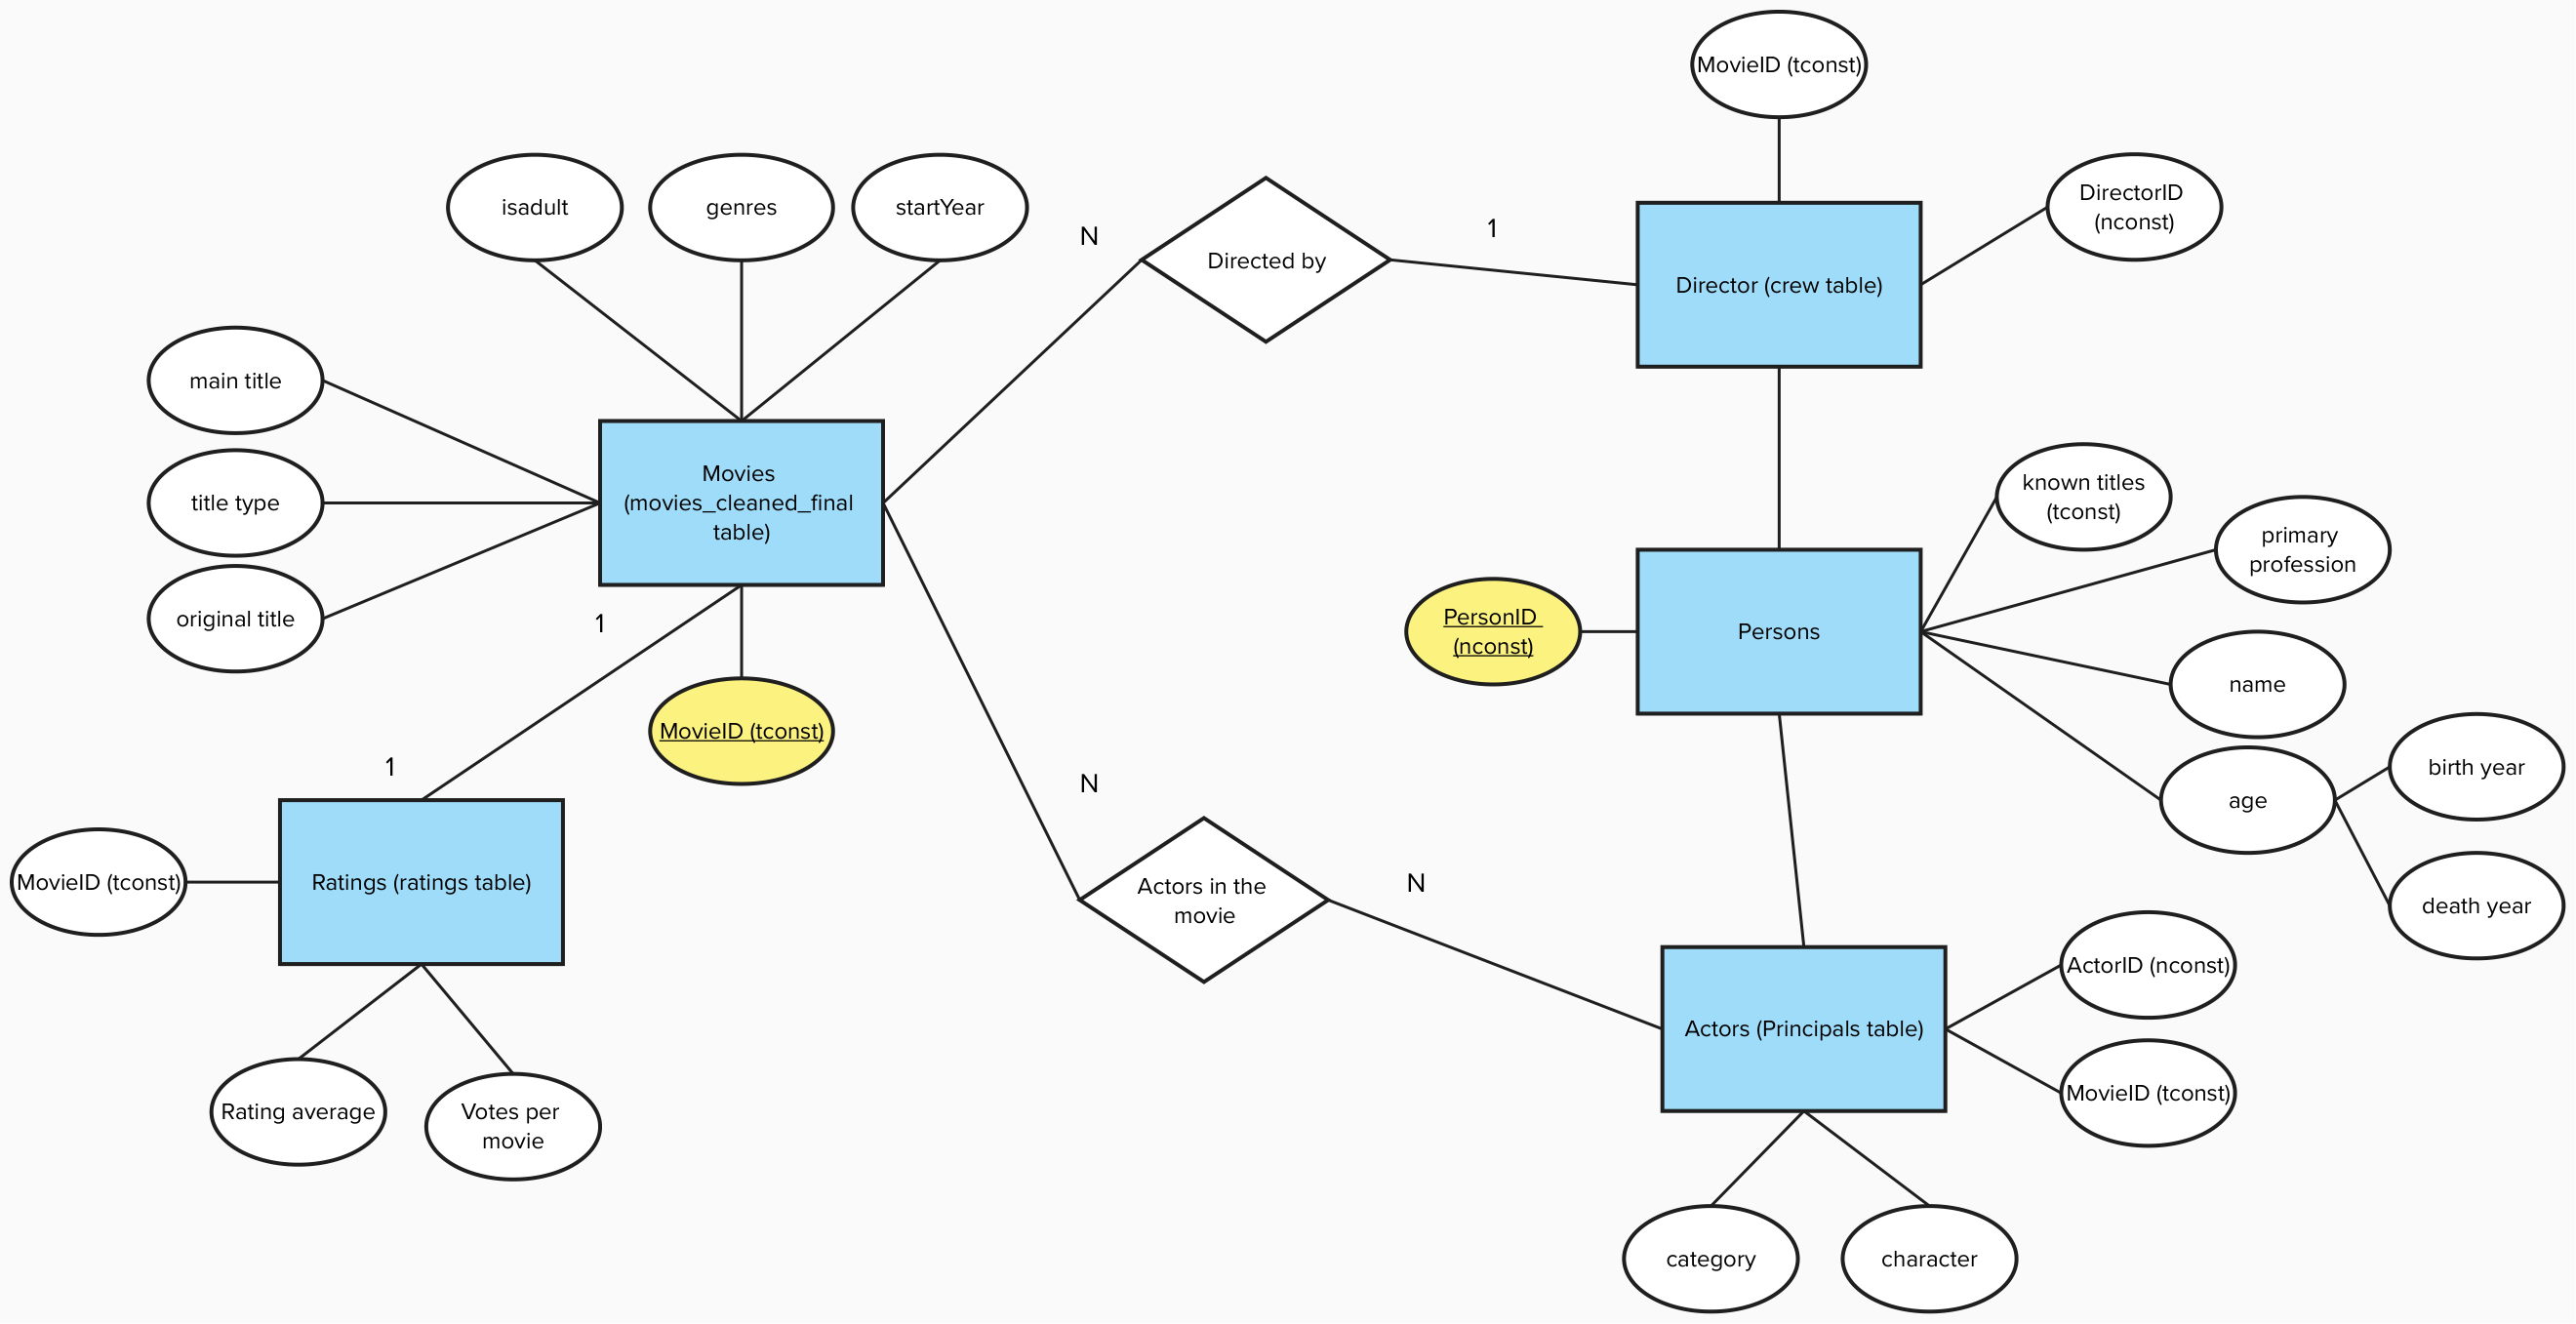 MovieID (tconst)
isadult
genres
startYear
DirectorID
(nconst)
N
1
Directed by
Director (crew table)
main title
Movies
(movies_cleaned_final
table)
title type
known titles
(tconst)
primary
profession
original title
1
PersonID
(nconst)
Persons
name
MovieID (tconst)
1
N
age
birth year
death year
MovieID (tconst)
Ratings (ratings table)
Actors in the
movie
N
ActorID (nconst)
Actors (Principals table)
MovieID (tconst)
Rating average
Votes per
movie
category
character